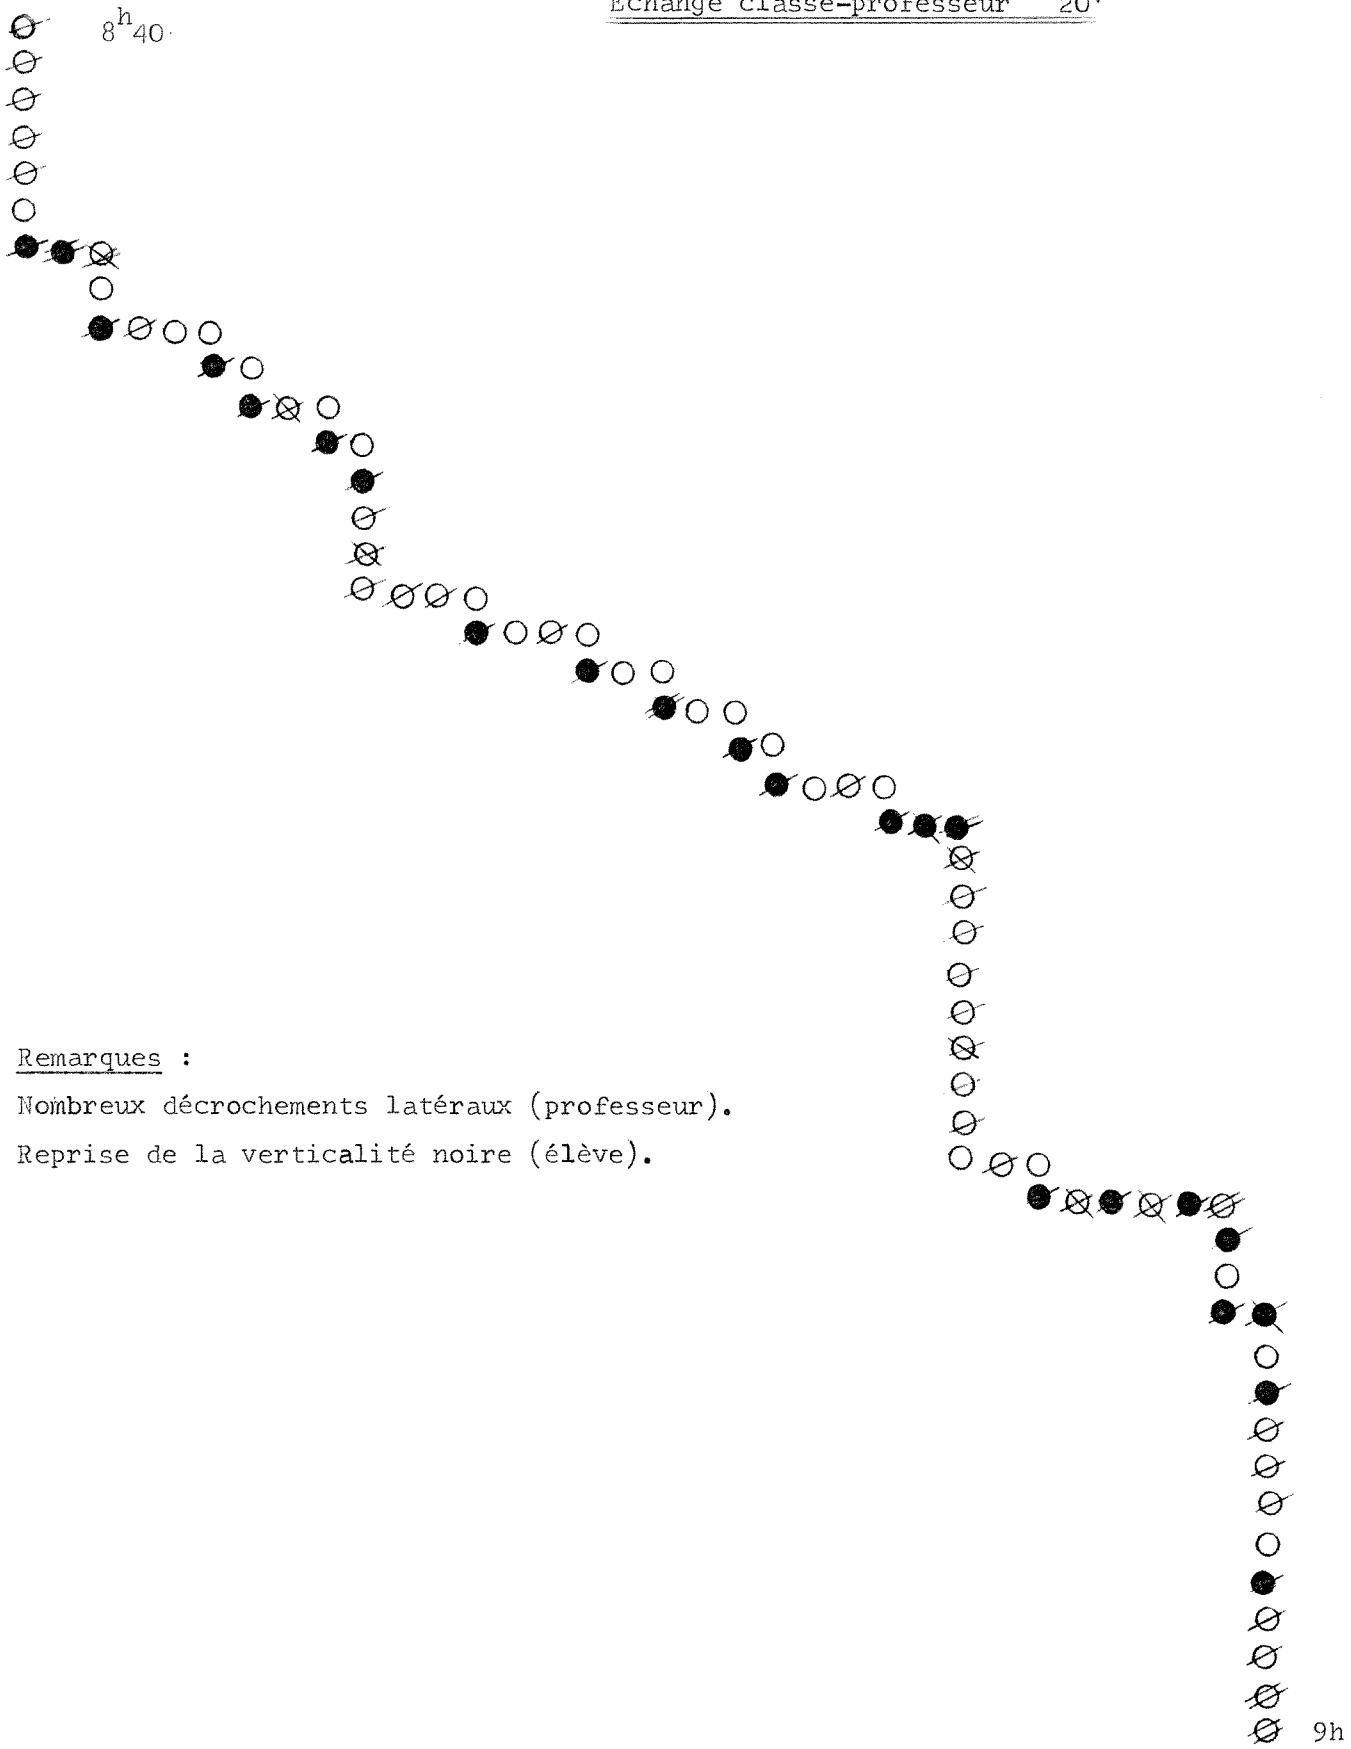 Echange classe-professeur 20'
8h40
Remarques :
Nombreux décrochements latéraux (professeur).
Reprise de la verticalité noire (élève).
9h